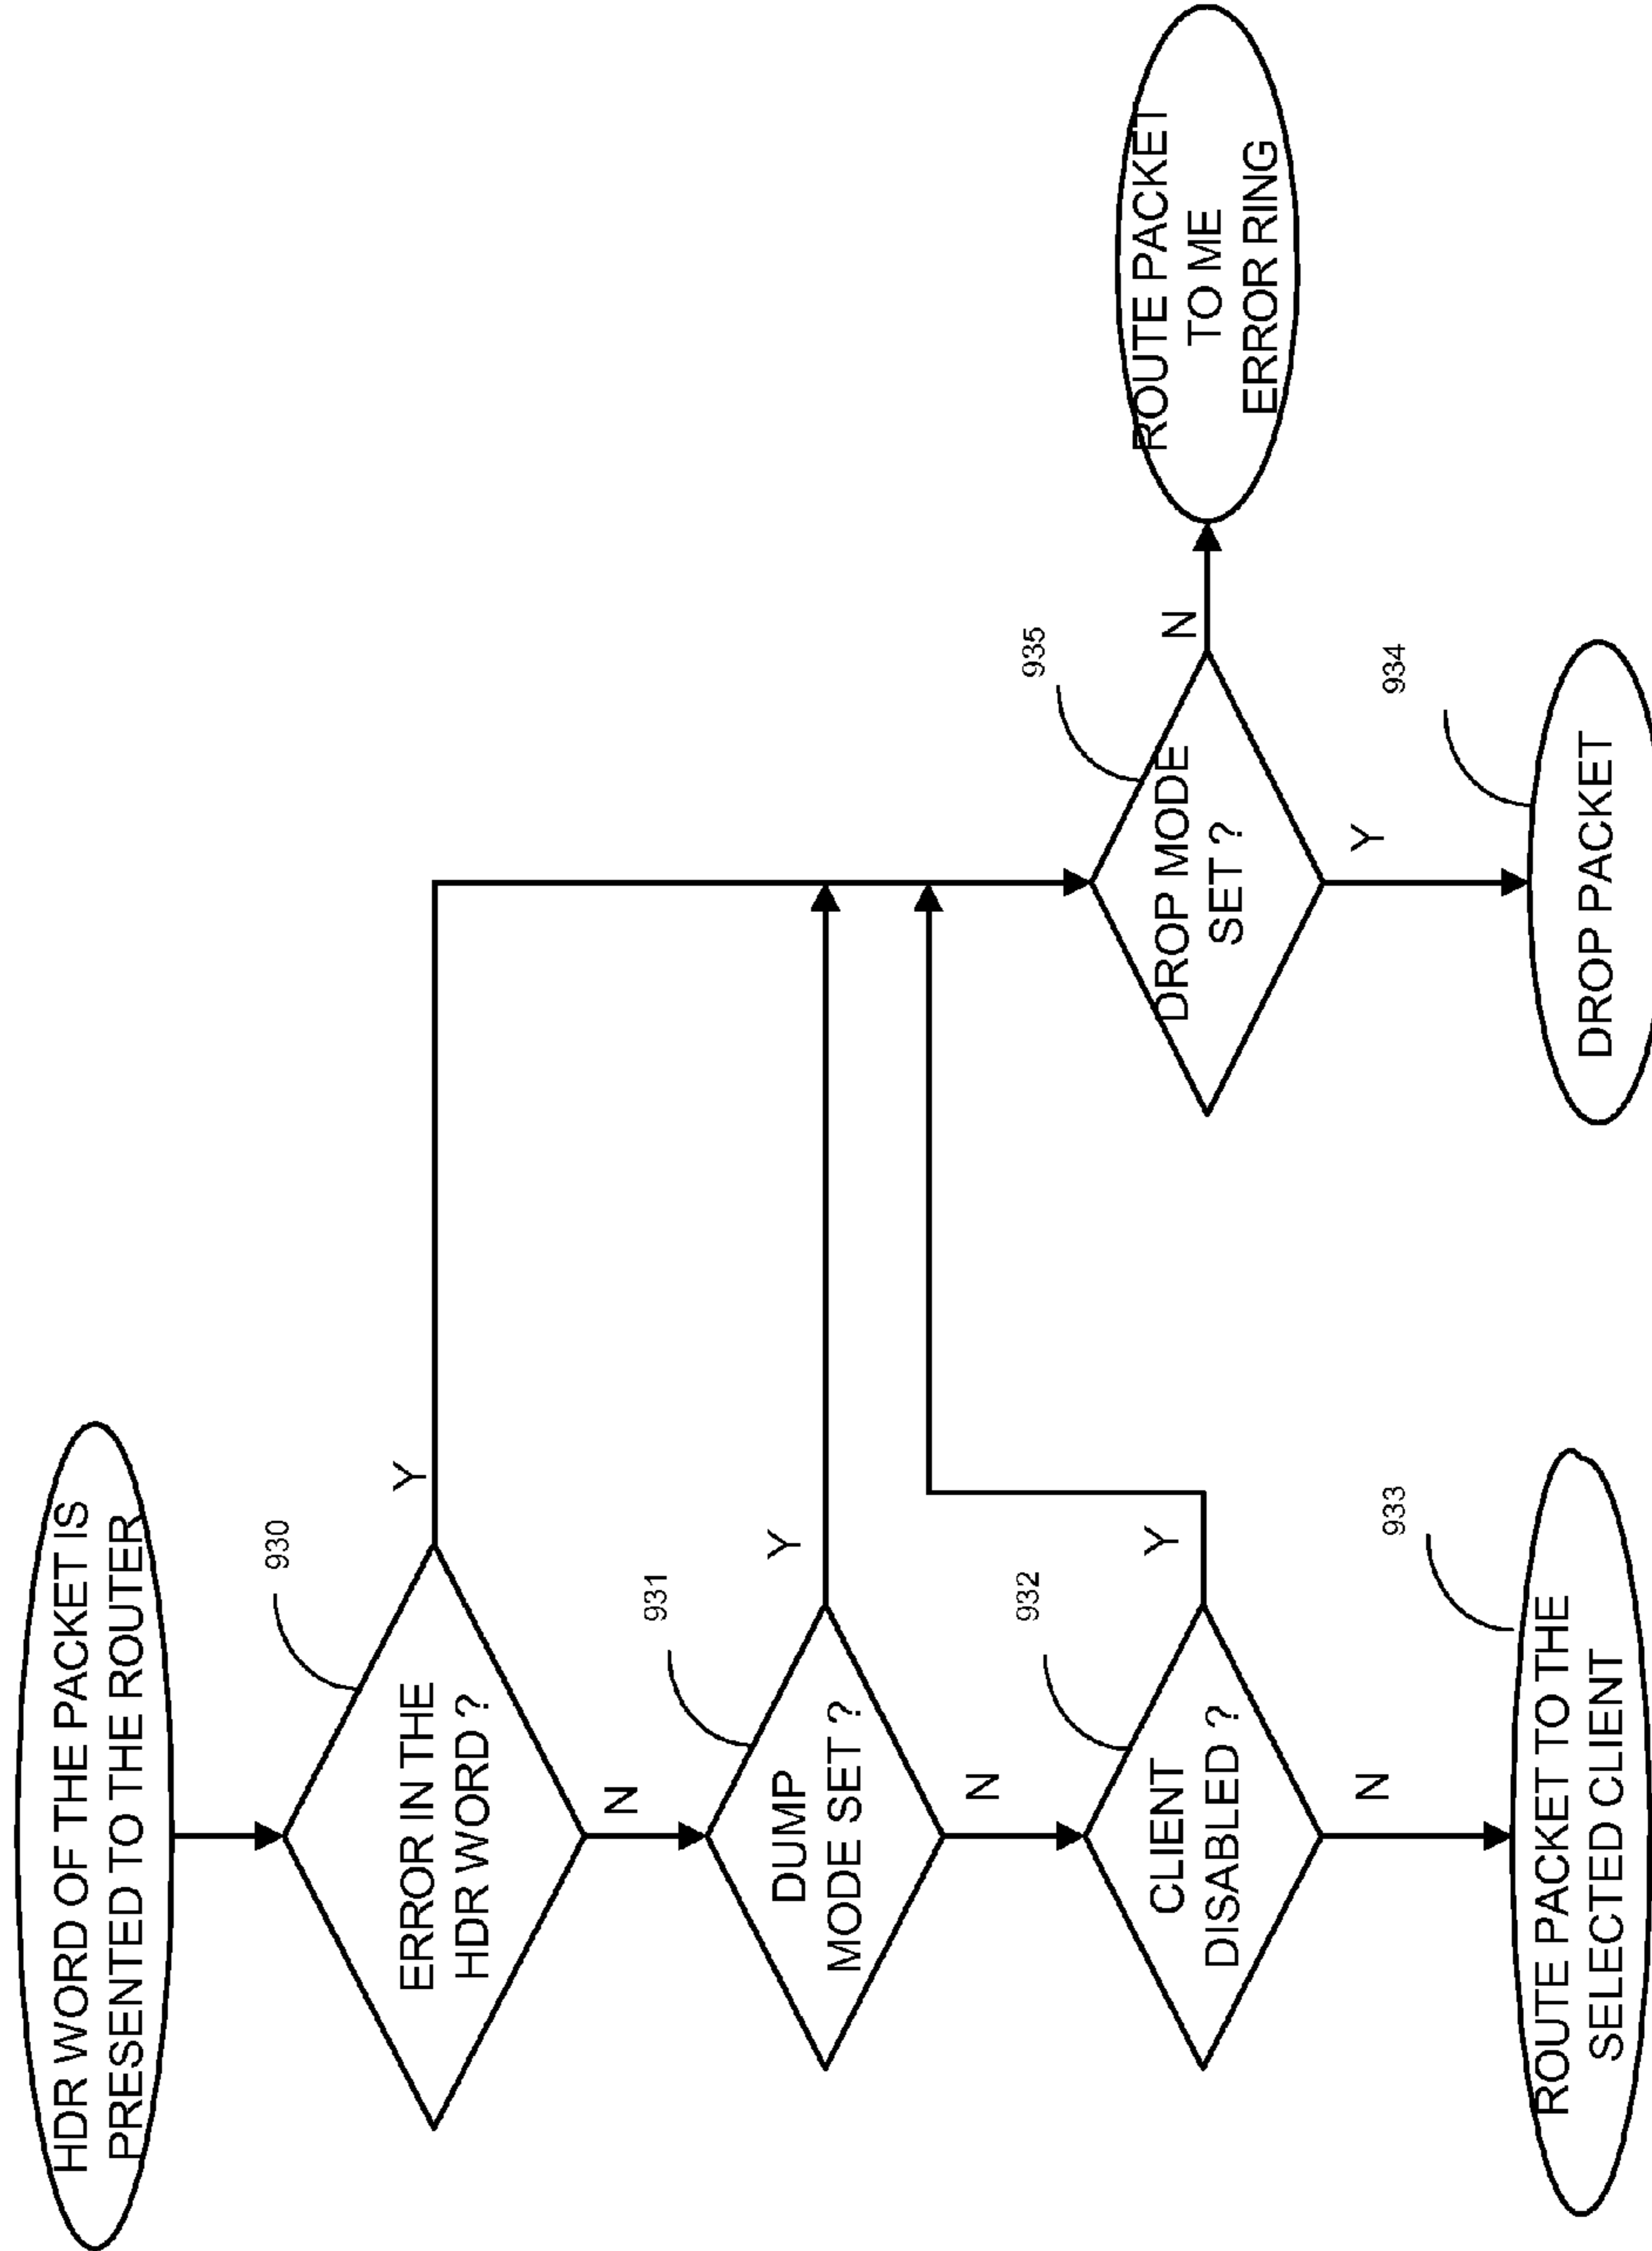 HDR WORD OF THE PACKET IS
PRESENTED TO THE ROUTER
930
ERROR IN THE
HDR WORD ?
Y
N
931
DUMP
MODE SET ?
Y
N
932
CLIENT
DISABLED ?
Y
N
933
ROUTE PACKET TO THE
SELECTED CLIENT
935
DROP MODE
SET ?
N
Y
ROUTE PACKET
TO ME
ERROR RING
934
DROP PACKET